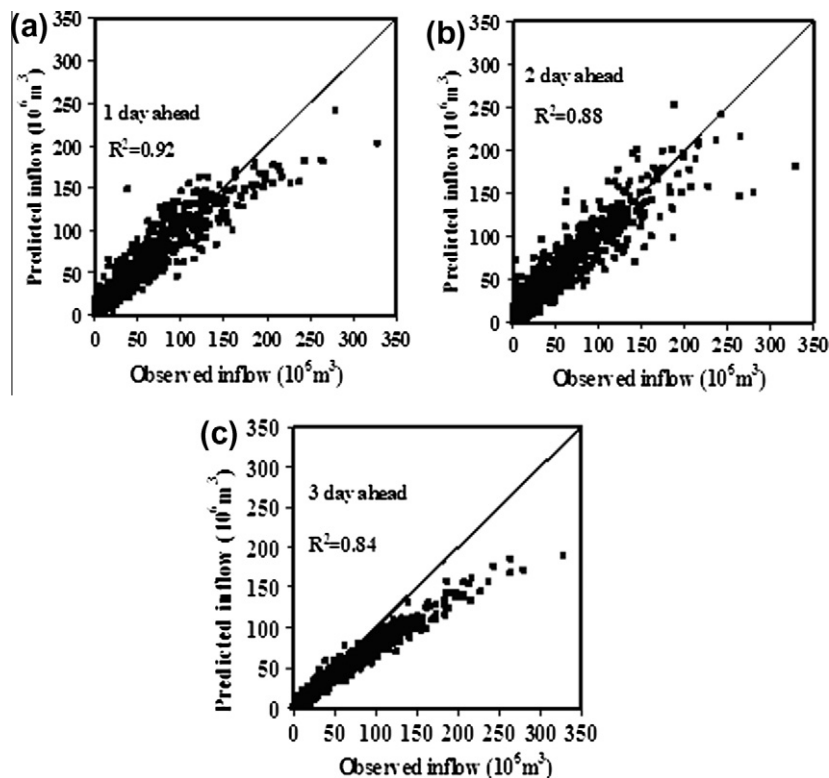 (a)
350
300
250
200
150
100
50
0
Predicted inflow (10⁶m³)
1 day ahead
R²=0.92
0 50 100 150 200 250 300 350
Observed inflow (10⁶m³)
(b)
350
300
250
200
150
100
50
0
Predicted inflow (10⁶m³)
2 day ahead
R²=0.88
0 50 100 150 200 250 300 350
Observed inflow (10⁶m³)
(c)
350
300
250
200
150
100
50
0
Predicted inflow (10⁶m³)
3 day ahead
R²=0.84
0 50 100 150 200 250 300 350
Observed inflow (10⁶m³)